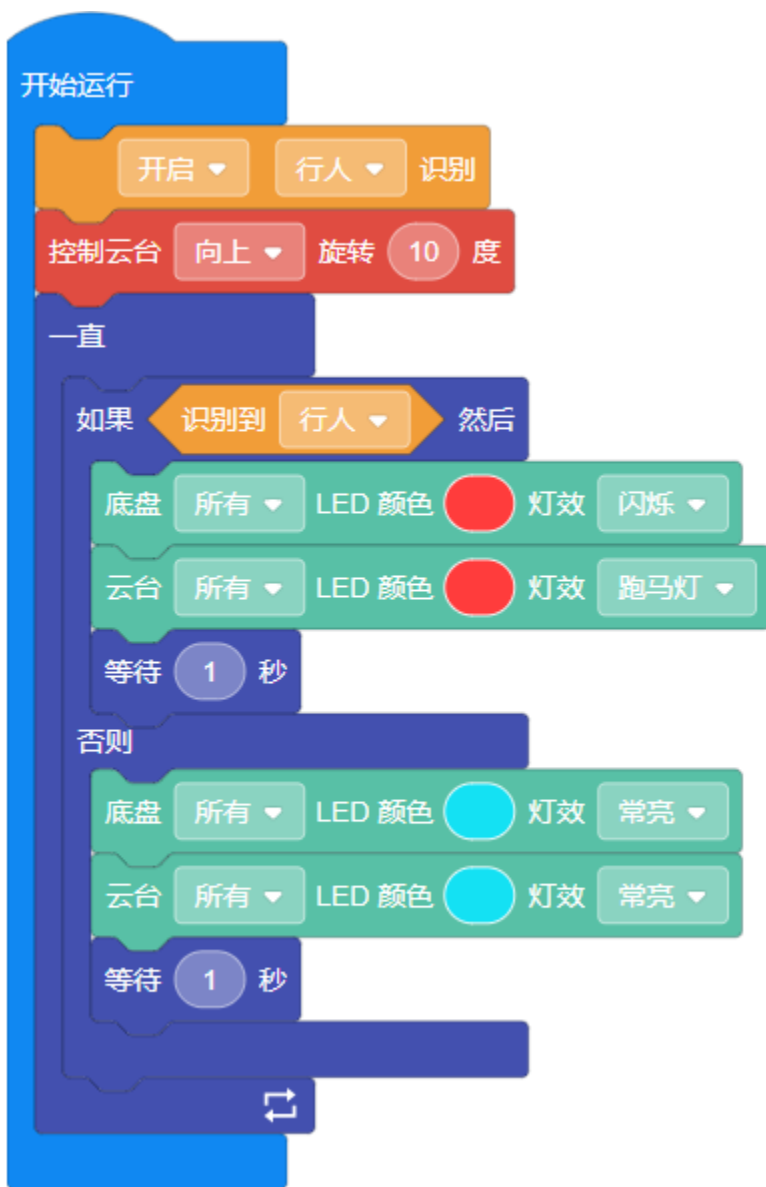 开始运行
开启 行人 识别
控制云台 向上 旋转 10 度
一直
如果 识别到 行人 然后
底盘 所有 LED 颜色 灯效 闪烁
云台 所有 LED 颜色 灯效 跑马灯
等待 1 秒
否则
底盘 所有 LED 颜色 灯效 常亮
云台 所有 LED 颜色 灯效 常亮
等待 1 秒